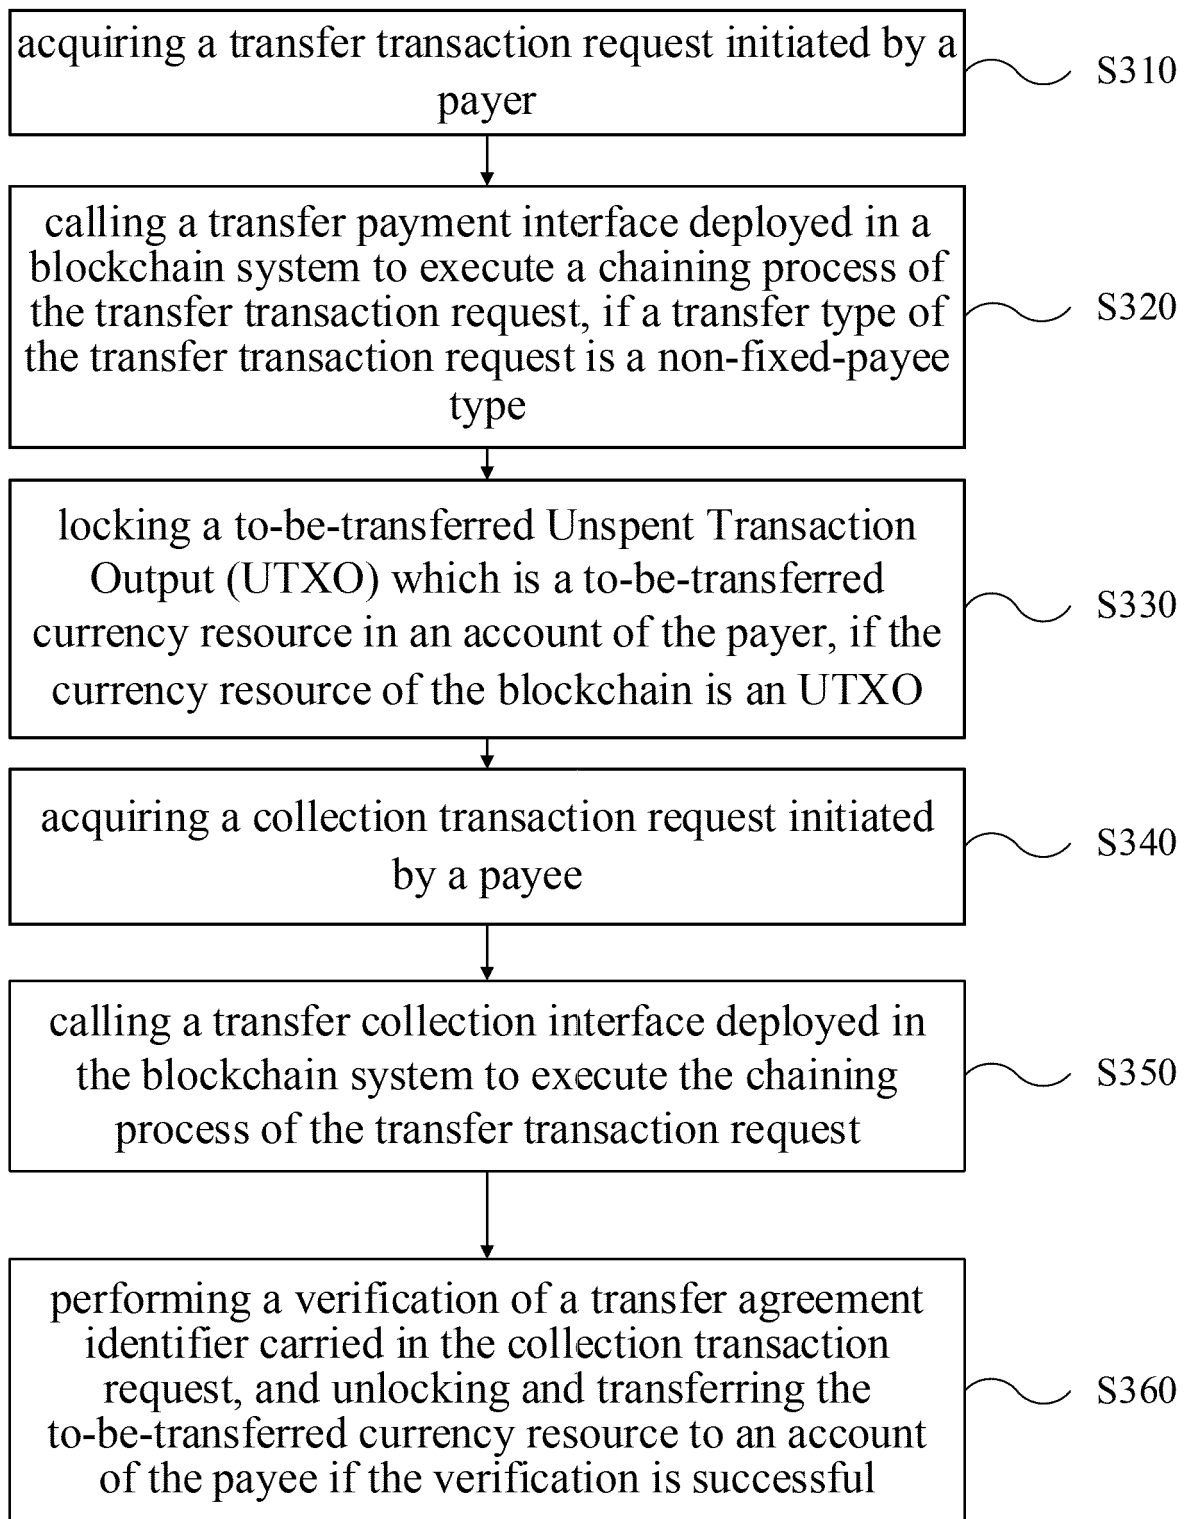 acquiring a transfer transaction request initiated by a
payer
S310
calling a transfer payment interface deployed in a
blockchain system to execute a chaining process of
the transfer transaction request, if a transfer type of
the transfer transaction request is a non-fixed-payee
type
S320
locking a to-be-transferred Unspent Transaction
Output (UTXO) which is a to-be-transferred
currency resource in an account of the payer, if the
currency resource of the blockchain is an UTXO
S330
acquiring a collection transaction request initiated
by a payee
S340
calling a transfer collection interface deployed in
the blockchain system to execute the chaining
process of the transfer transaction request
S350
performing a verification of a transfer agreement
identifier carried in the collection transaction
request, and unlocking and transferring the
to-be-transferred currency resource to an account
of the payee if the verification is successful
S360